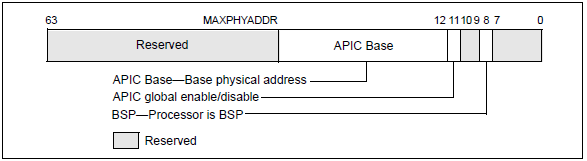 63 MAXPHYADDR 12 11 10 9 8 7 0
Reserved APIC Base
APIC Base—Base physical address
APIC global enable/disable
BSP—Processor is BSP
Reserved